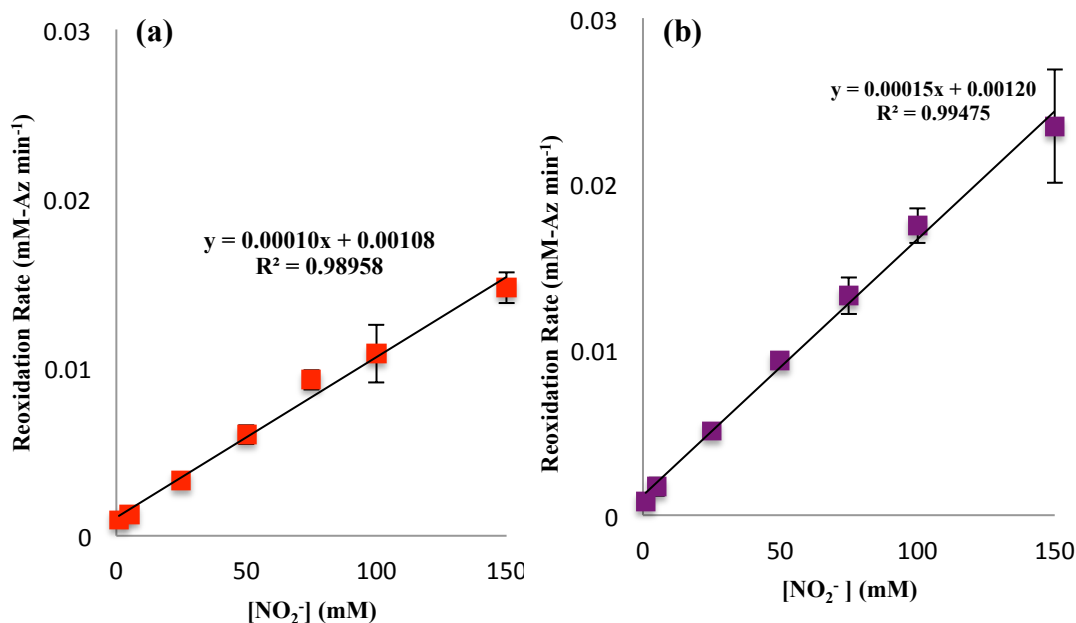 (a)
Reoxidation Rate (mM-Az min⁻¹)
0.03
0.02
0.01
0
y = 0.00010x + 0.00108
R² = 0.98958
0 50 100 150
[NO₂⁻] (mM)
(b)
Reoxidation Rate (mM-Az min⁻¹)
0.03
0.02
0.01
0
y = 0.00015x + 0.00120
R² = 0.99475
0 50 100 150
[NO₂⁻ ] (mM)